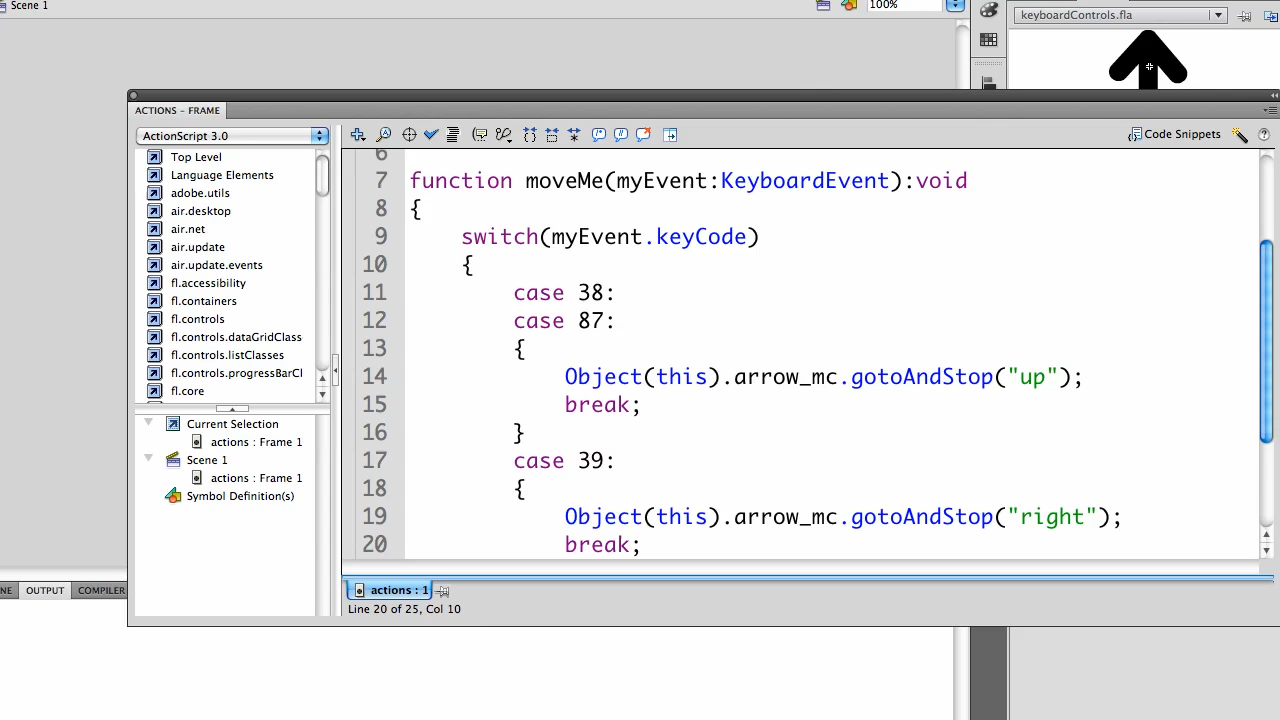 Scene 1
100%
keyboardControls.fla
ACTIONS – FRAME
ActionScript 3.0
Code Snippets
Top Level
Language Elements
adobe.utils
air.desktop
air.net
air.update
air.update.events
fl.accessibility
fl.containers
fl.controls
fl.controls.dataGridClass
fl.controls.listClasses
fl.controls.progressBarCl
fl.core
Current Selection
actions : Frame 1
Scene 1
actions : Frame 1
Symbol Definition(s)
6
7 function moveMe(myEvent:KeyboardEvent):void
8 {
9 switch(myEvent.keyCode)
10 {
11 case 38:
12 case 87:
13 {
14 Object(this).arrow_mc.gotoAndStop("up");
15 break;
16 }
17 case 39:
18 {
19 Object(this).arrow_mc.gotoAndStop("right");
20 break;
actions : 1
Line 20 of 25, Col 10
NE OUTPUT COMPILER